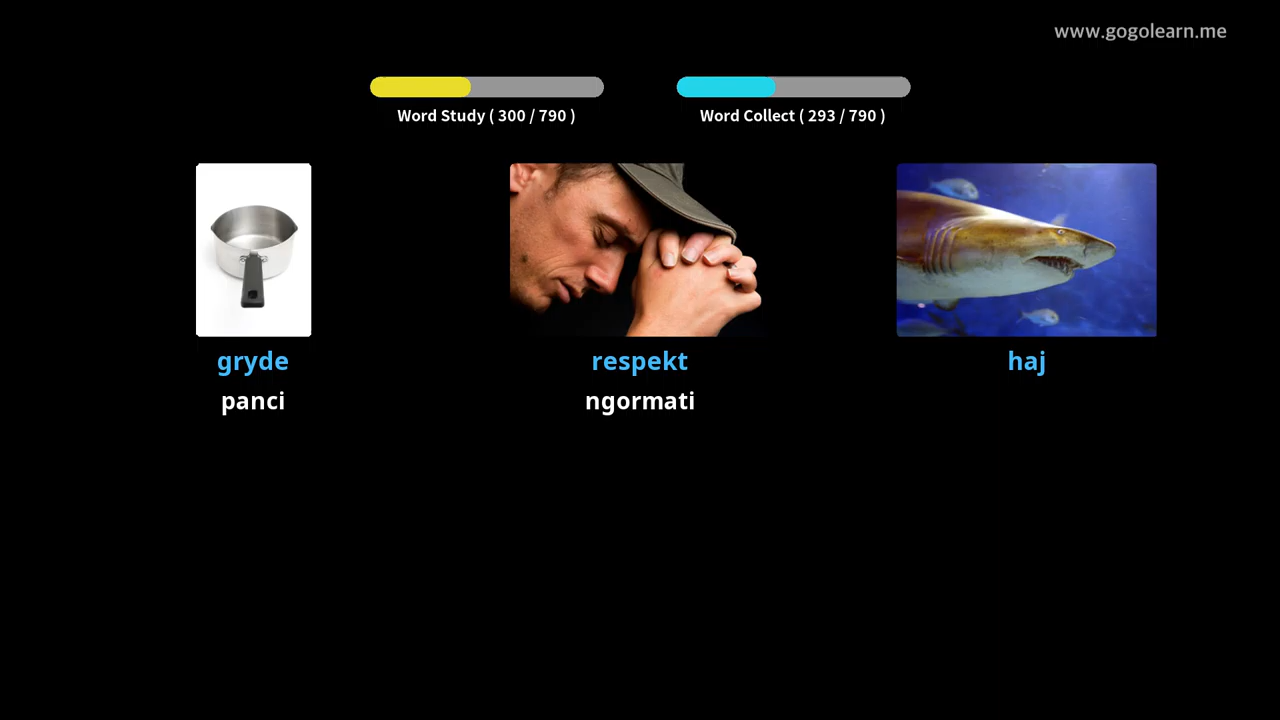 www.gogolearn.me
Word Study ( 300 / 790 )
Word Collect ( 293 / 790 )
gryde
respekt
haj
panci
ngormati